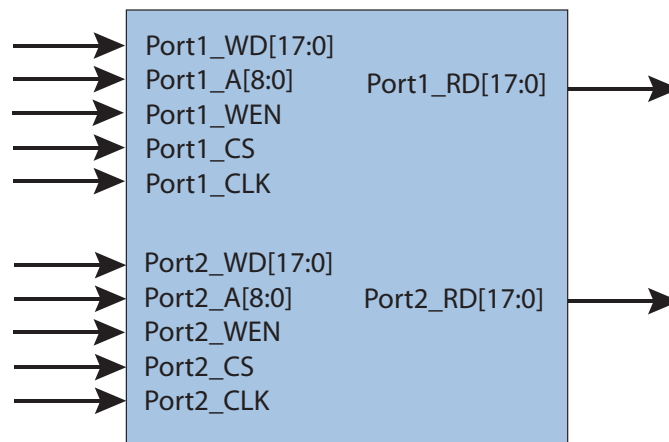 Port1_WD[17:0]
Port1_A[8:0]
Port1_RD[17:0]
Port1_WEN
Port1_CS
Port1_CLK
Port2_WD[17:0]
Port2_A[8:0]
Port2_RD[17:0]
Port2_WEN
Port2_CS
Port2_CLK